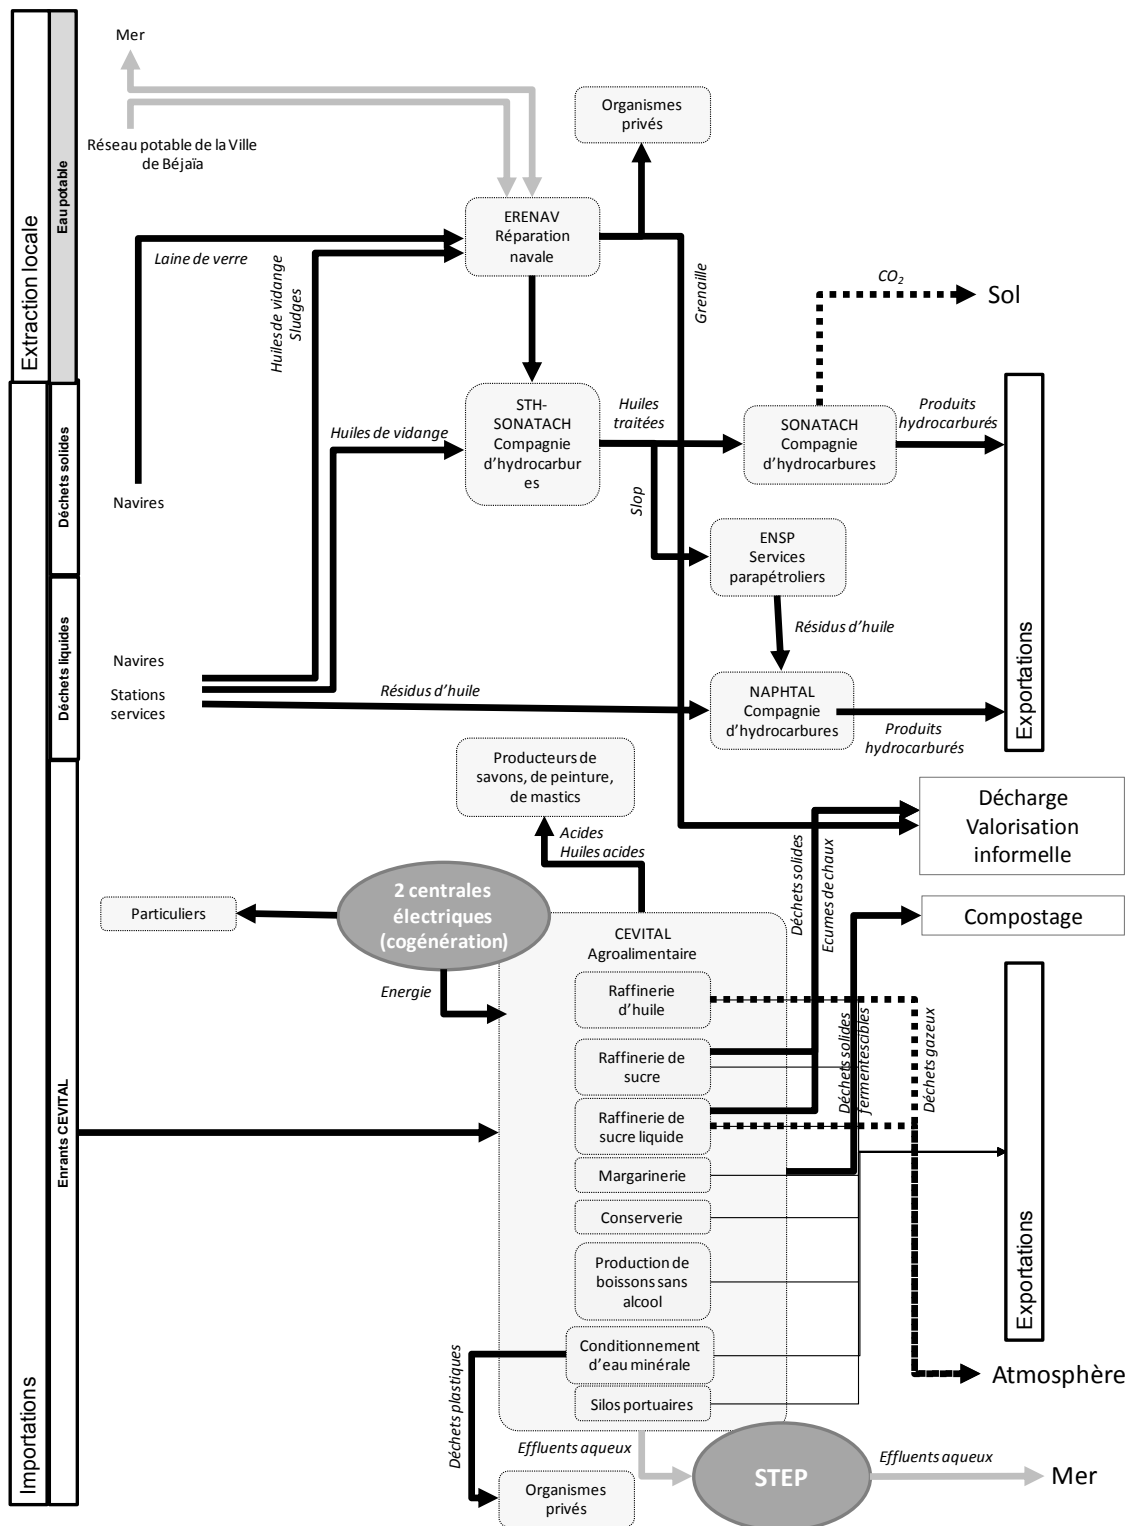 Mer
Réseau potable de la Ville
de Béjaïa
Extraction locale
Eau potable
Organismes
privés
ERENAV
Réparation
navale
Laine de verre
Huiles de vidange
Sludges
Grenaille
CO2
Sol
Déchets solides
Navires
Huiles de vidange
STH-
SONATACH
Compagnie
d’hydrocarbur
es
Huiles
traitées
Slop
SONATACH
Compagnie
d’hydrocarbures
Produits
hydrocarburés
ENSP
Services
parapétroliers
Résidus d’huile
Exportations
Déchets liquides
Navires
Stations
services
Résidus d’huile
NAPHTAL
Compagnie
d’hydrocarbures
Produits
hydrocarburés
Producteurs de
savons, de peinture,
de mastics
Acides
Huiles acides
Déchets solides
Ecumes de chaux
Décharge
Valorisation
informelle
Particuliers
2 centrales
électriques
(cogénération)
Energie
Compostage
CEVITAL
Agroalimentaire
Raffinerie
d’huile
Raffinerie de
sucre
Raffinerie de
sucre liquide
Margarinerie
Conserverie
Production de
boissons sans
alcool
Conditionnement
d’eau minérale
Silos portuaires
Déchets solides
fermentescibles
Déchets gazeux
Exportations
Atmosphère
Importations
Enrants CEVITAL
Déchets plastiques
Organismes
privés
Effluents aqueux
STEP
Effluents aqueux
Mer